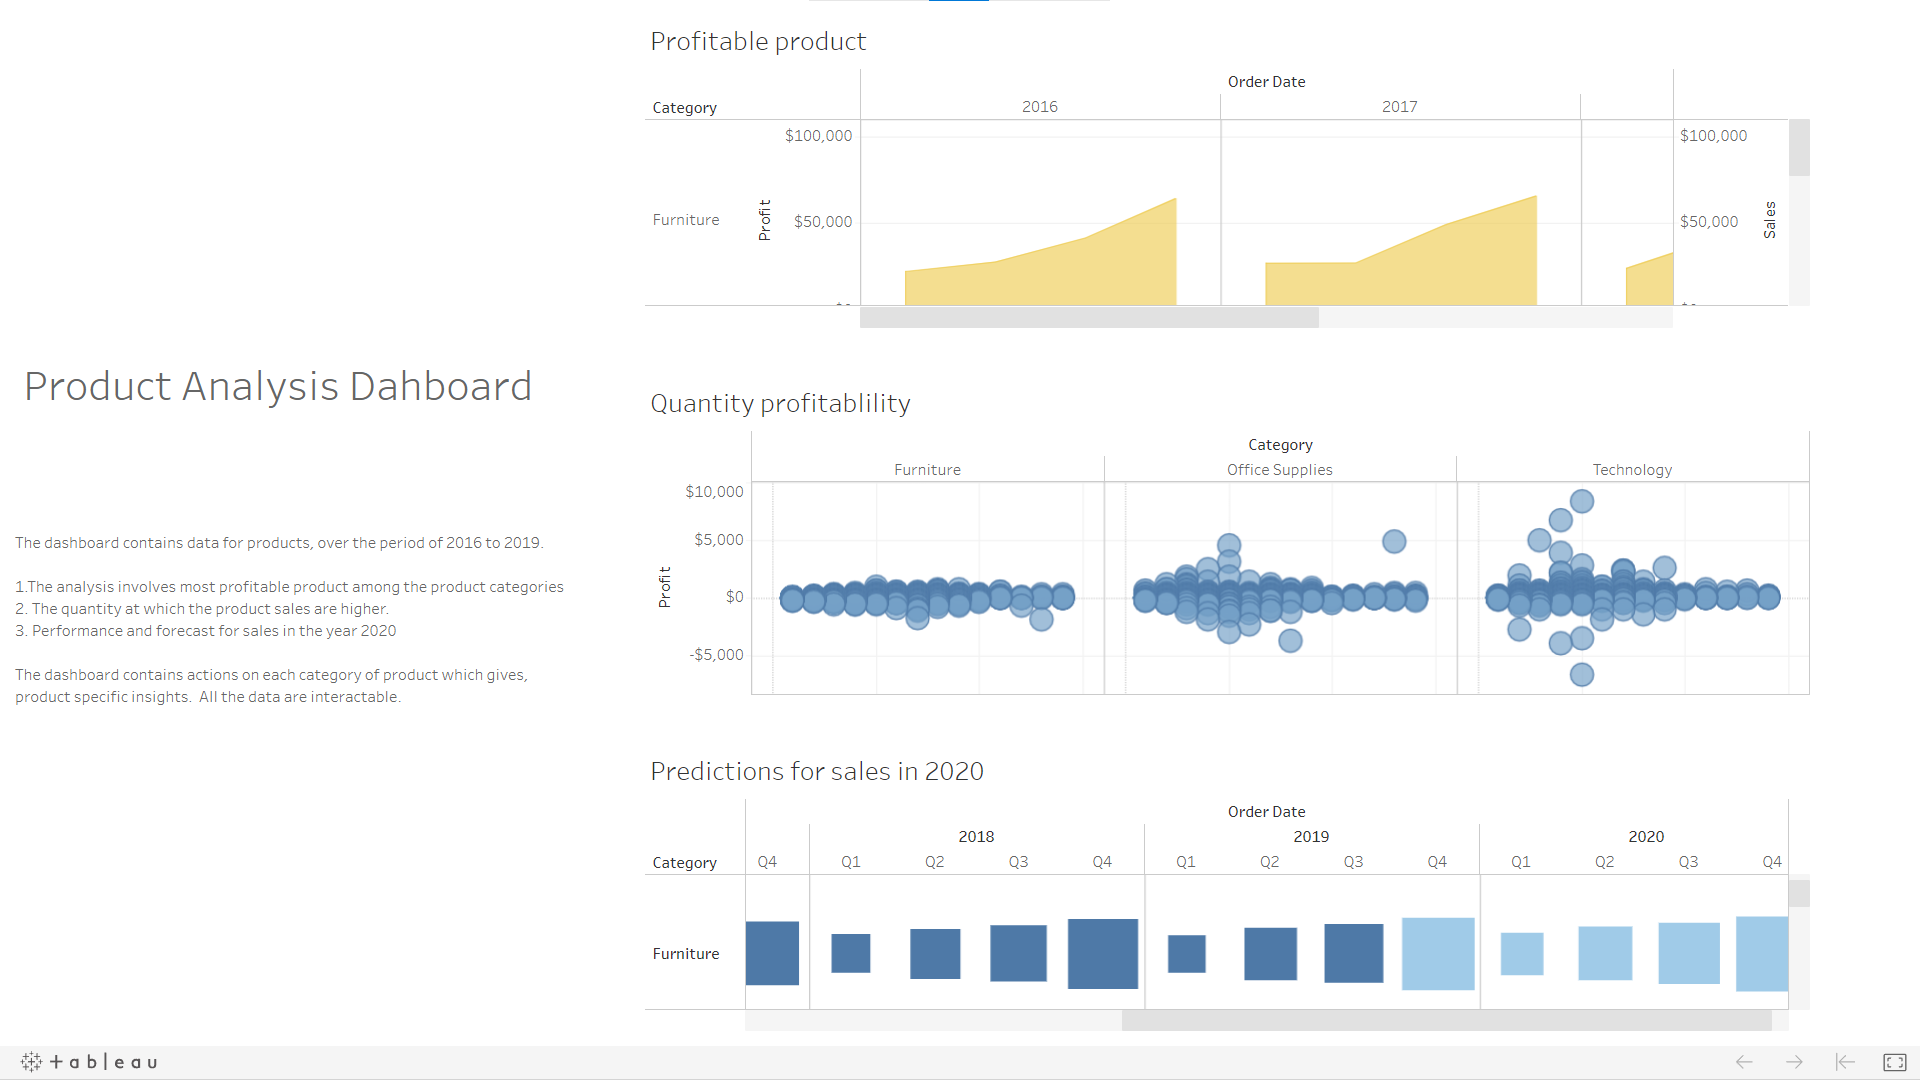 Profitable product
Order Date
Category
2016
2017
$100,000
$100,000
Furniture
Profit
$50,000
$50,000
Sales
Product Analysis Dahboard
Quantity profitablility
Category
Furniture
Office Supplies
Technology
$10,000
$5,000
Profit
$0
-$5,000
The dashboard contains data for products, over the period of 2016 to 2019.
1.The analysis involves most profitable product among the product categories
2. The quantity at which the product sales are higher.
3. Performance and forecast for sales in the year 2020
The dashboard contains actions on each category of product which gives,
product specific insights.  All the data are interactable.
Predictions for sales in 2020
Order Date
2018
2019
2020
Category
Q4
Q1
Q2
Q3
Q4
Q1
Q2
Q3
Q4
Q1
Q2
Q3
Q4
Furniture
+ableau